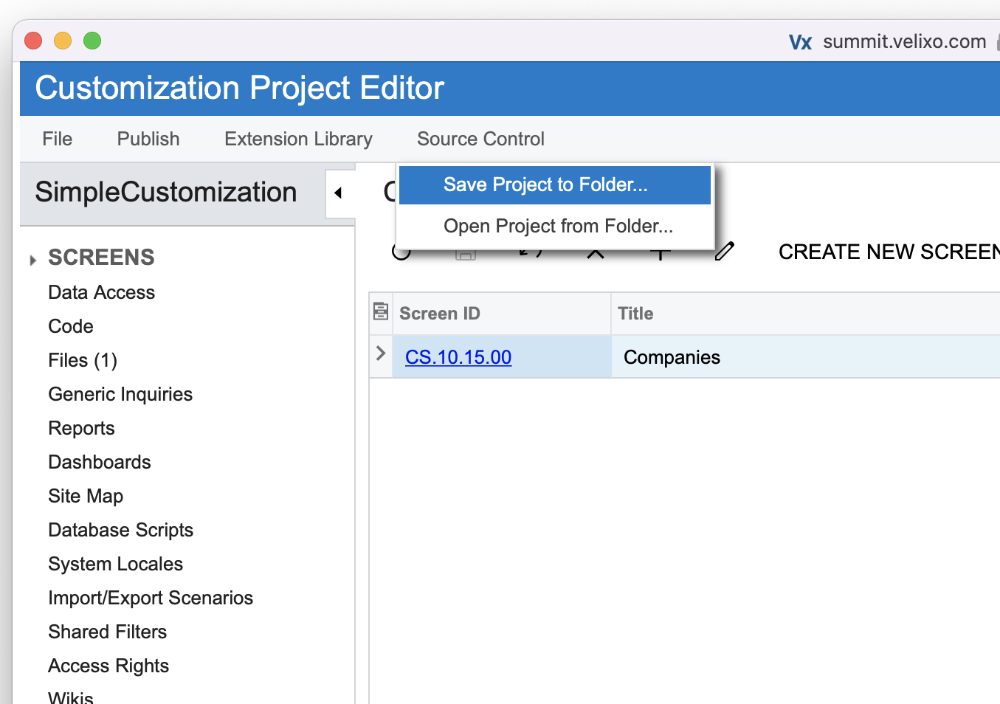 Vx summit.velixo.com
Customization Project Editor
File Publish Extension Library Source Control
SimpleCustomization
Save Project to Folder...
Open Project from Folder...
CREATE NEW SCREEN
SCREENS
Data Access
Code
Files (1)
Generic Inquiries
Reports
Dashboards
Site Map
Database Scripts
System Locales
Import/Export Scenarios
Shared Filters
Access Rights
Wikis
Screen ID Title
CS.10.15.00 Companies